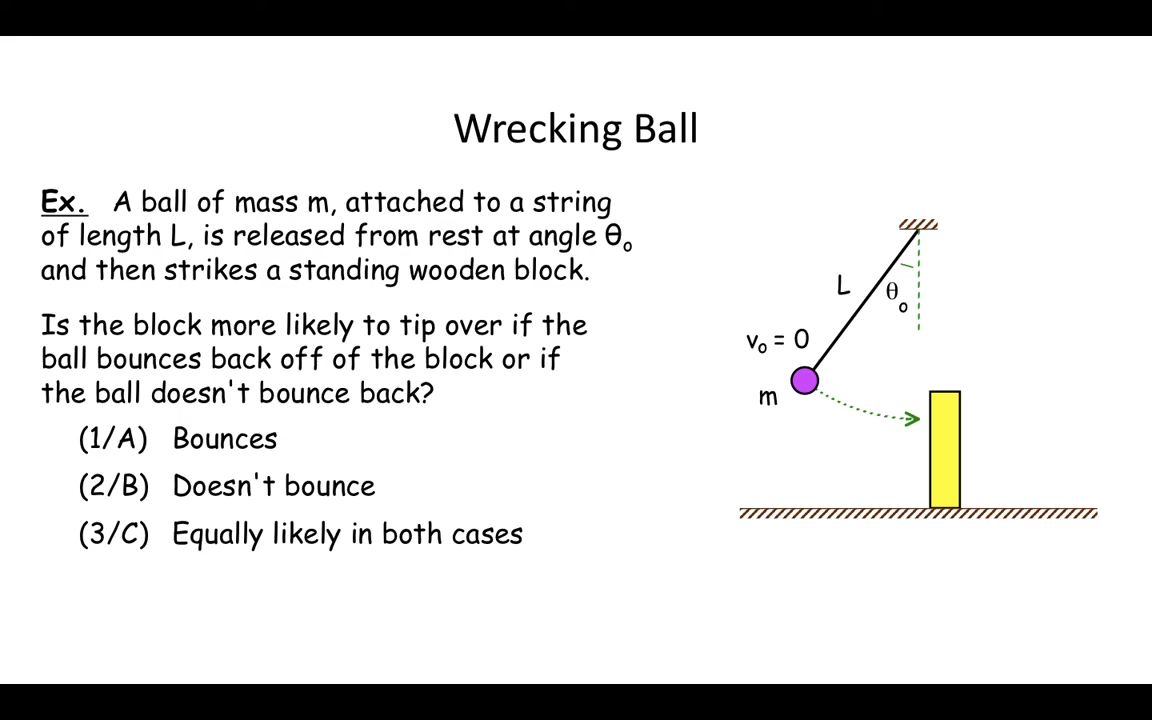 Wrecking Ball
Ex. A ball of mass m, attached to a string
of length L, is released from rest at angle θo
and then strikes a standing wooden block.
Is the block more likely to tip over if the
ball bounces back off of the block or if
the ball doesn't bounce back?
(1/A) Bounces
(2/B) Doesn't bounce
(3/C) Equally likely in both cases
L
θo
vo = 0
m